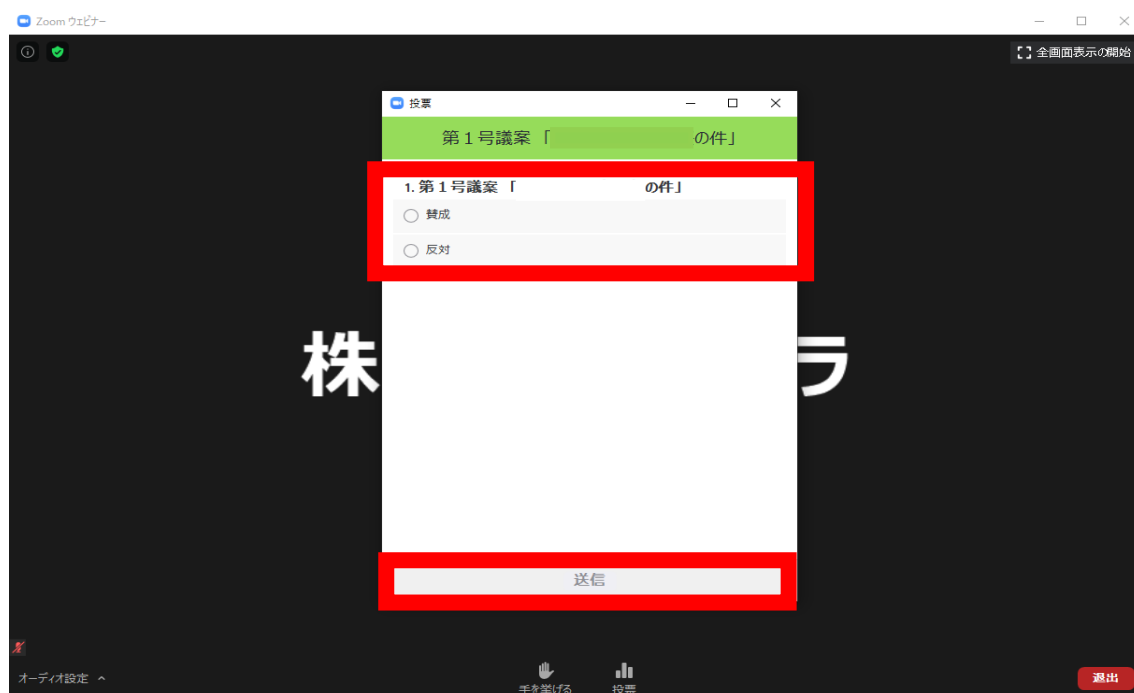 Zoom ウェビナー
全画面表示の開始
投票
第１号議案「 の件」
1. 第１号議案「 の件」
賛成
反対
株 ラ
送信
オーディオ設定
手を挙げる
投票
退出